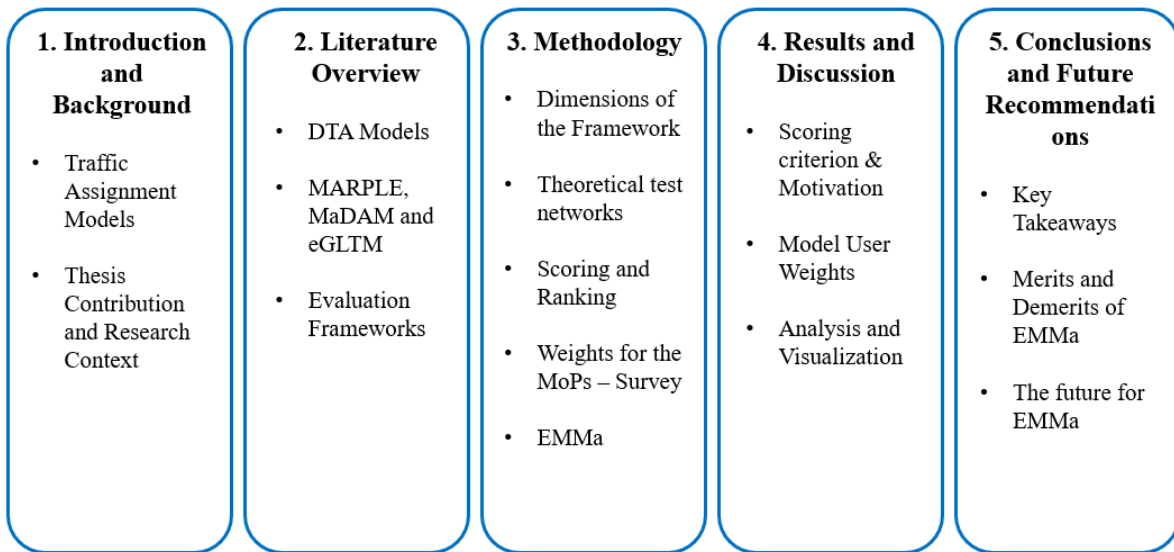 1. Introduction
and
Background
• Traffic
Assignment
Models
• Thesis
Contribution
and Research
Context
2. Literature
Overview
• DTA Models
• MARPLE,
MaDAM and
eGLTM
• Evaluation
Frameworks
3. Methodology
• Dimensions of
the Framework
• Theoretical test
networks
• Scoring and
Ranking
• Weights for the
MoPs – Survey
• EMMa
4. Results and
Discussion
• Scoring
criterion &
Motivation
• Model User
Weights
• Analysis and
Visualization
5. Conclusions
and Future
Recommendati
ons
• Key
Takeaways
• Merits and
Demerits of
EMMa
• The future for
EMMa